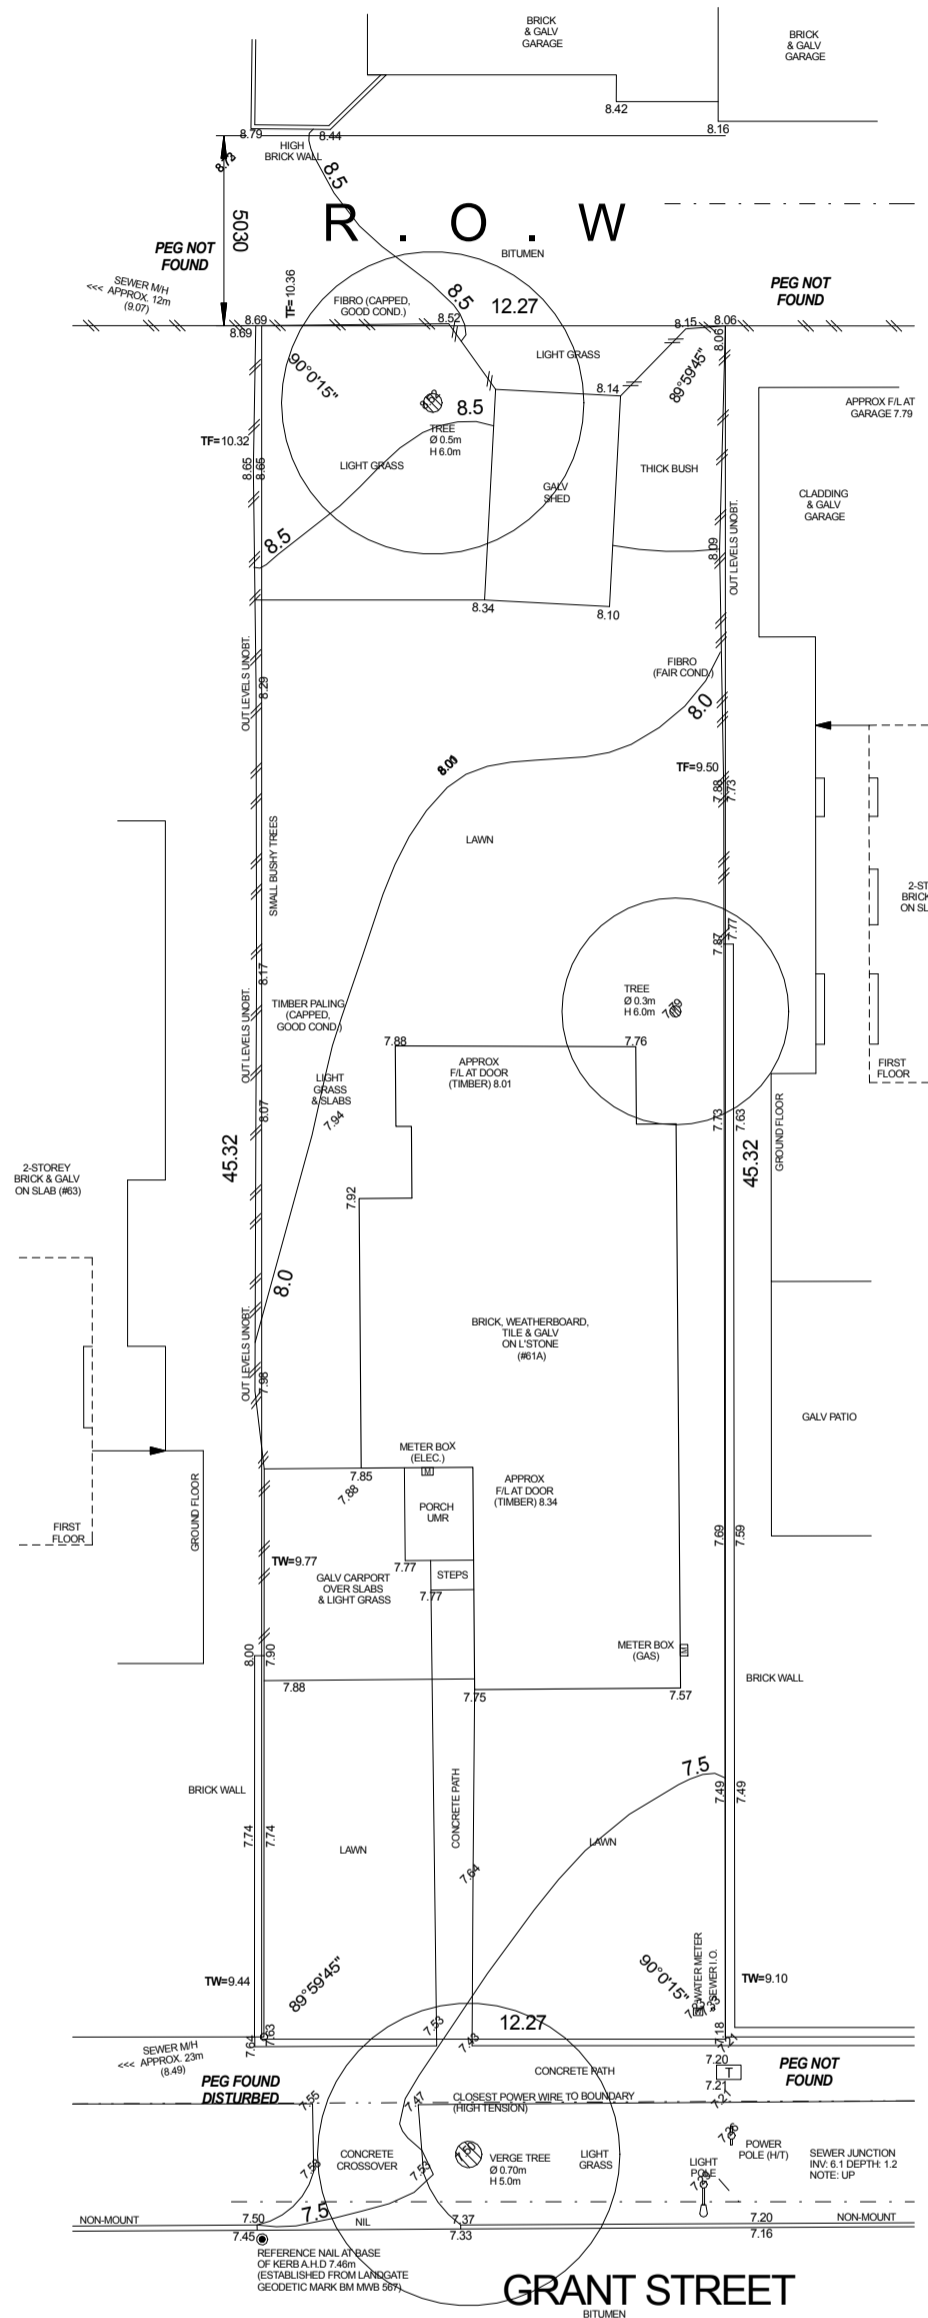 BRICK
& GALV
GARAGE
BRICK
& GALV
GARAGE
8.42
8.16
8.79
8.44
HIGH
BRICK WALL
8.5
5030
R . O . W
PEG NOT
FOUND
BITUMEN
SEWER M/H
<<< APPROX. 12m
(9.07)
TF=10.36
FIBRO (CAPPED,
GOOD COND.)
8.5
12.27
PEG NOT
FOUND
8.69
8.69
8.52
8.15
8.06
8.06
LIGHT GRASS
90°0'15"
89°59'45"
8.14
8.52
8.5
APPROX F/L AT
GARAGE 7.79
TREE
Ø 0.5m
H 6.0m
TF=10.32
8.65
8.65
LIGHT GRASS
THICK BUSH
GALV
SHED
CLADDING
& GALV
GARAGE
8.5
8.09
OUT LEVELS UNOBT.
8.34
8.10
OUT LEVELS UNOBT.
8.29
FIBRO
(FAIR COND.)
8.0
TF=9.50
7.88
7.73
LAWN
SMALL BUSHY TREES
2-ST
BRICK
ON SL
7.87
7.77
8.17
TIMBER PALING
(CAPPED,
GOOD COND.)
TREE
Ø 0.3m
H 6.0m
7.79
OUT LEVELS UNOBT.
7.88
7.76
APPROX
F/L AT DOOR
(TIMBER) 8.01
FIRST
FLOOR
LIGHT
GRASS
& SLABS
7.94
8.07
7.73
7.63
GROUND FLOOR
45.32
45.32
2-STOREY
BRICK & GALV
ON SLAB (#63)
7.92
8.0
BRICK, WEATHERBOARD,
TILE & GALV
ON L'STONE
(#61A)
OUT LEVELS UNOBT.
7.98
GALV PATIO
METER BOX
(ELEC.)
M
7.85
7.88
APPROX
F/L AT DOOR
(TIMBER) 8.34
PORCH
UMR
GROUND FLOOR
FIRST
FLOOR
7.69
7.59
TW=9.77
7.77
STEPS
GALV CARPORT
OVER SLABS
& LIGHT GRASS
7.77
8.00
7.90
METER BOX
(GAS)
M
7.88
7.75
7.57
BRICK WALL
BRICK WALL
7.5
7.49
7.49
CONCRETE PATH
7.74
7.74
LAWN
LAWN
7.64
WATER METER
SEWER I.O.
TW=9.44
89°59'45"
90°0'15"
TW=9.10
7.53
12.27
7.64
7.63
7.43
7.18
7.21
SEWER M/H
<<< APPROX. 23m
(8.49)
CONCRETE PATH
7.20
T
7.21
PEG NOT
FOUND
PEG FOUND
DISTURBED
7.55
7.47
CLOSEST POWER WIRE TO BOUNDARY
(HIGH TENSION)
7.21
7.26
POWER
POLE (H/T)
CONCRETE
CROSSOVER
7.53
7.50
VERGE TREE
Ø 0.70m
H 5.0m
LIGHT
GRASS
LIGHT
POLE
SEWER JUNCTION
INV: 6.1 DEPTH: 1.2
NOTE: UP
7.5
NON-MOUNT
7.50
NIL
7.37
7.20
NON-MOUNT
7.45
7.33
7.16
REFERENCE NAIL AT BASE
OF KERB A.H.D 7.46m
(ESTABLISHED FROM LANDGATE
GEODETIC MARK BM MWB 567)
GRANT STREET
BITUMEN